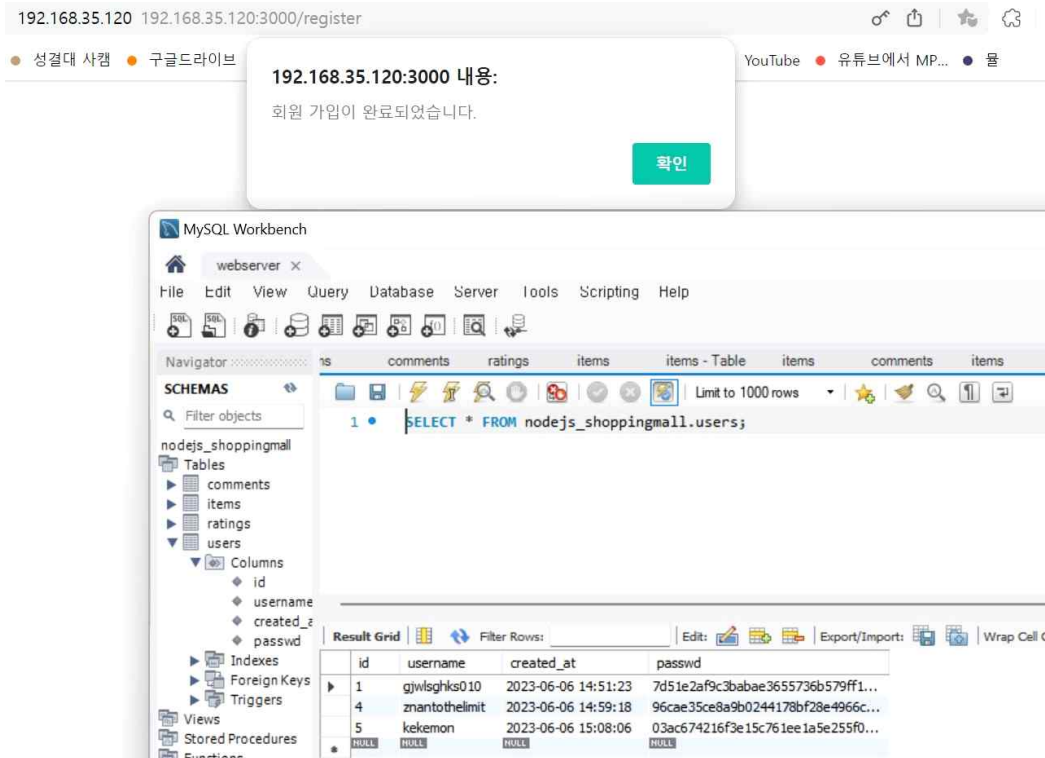 192.168.35.120 192.168.35.120:3000/register
성결대 사캠 구글드라이브 YouTube 유튜브에서 MP... 뮬
192.168.35.120:3000 내용:
회원 가입이 완료되었습니다.
확인
MySQL Workbench
webserver
File Edit View Query Database Server Tools Scripting Help
Navigator ns comments ratings items items - Table items comments items
SCHEMAS Limit to 1000 rows
Filter objects
1 SELECT * FROM nodejs_shoppingmall.users;
nodejs_shoppingmall
Tables
comments
items
ratings
users
Columns
id
username
created_a
passwd
Indexes
Foreign Keys
Triggers
Views
Stored Procedures
Functions
Result Grid Filter Rows: Edit: Export/Import: Wrap Cell C
id username created_at passwd
1 gjwlsghks010 2023-06-06 14:51:23 7d51e2af9c3babae3655736b579ff1...
4 znantothelimit 2023-06-06 14:59:18 96cae35ce8a9b0244178bf28e4966c...
5 kekemon 2023-06-06 15:08:06 03ac674216f3e15c761ee1a5e255f0...
NULL NULL NULL NULL